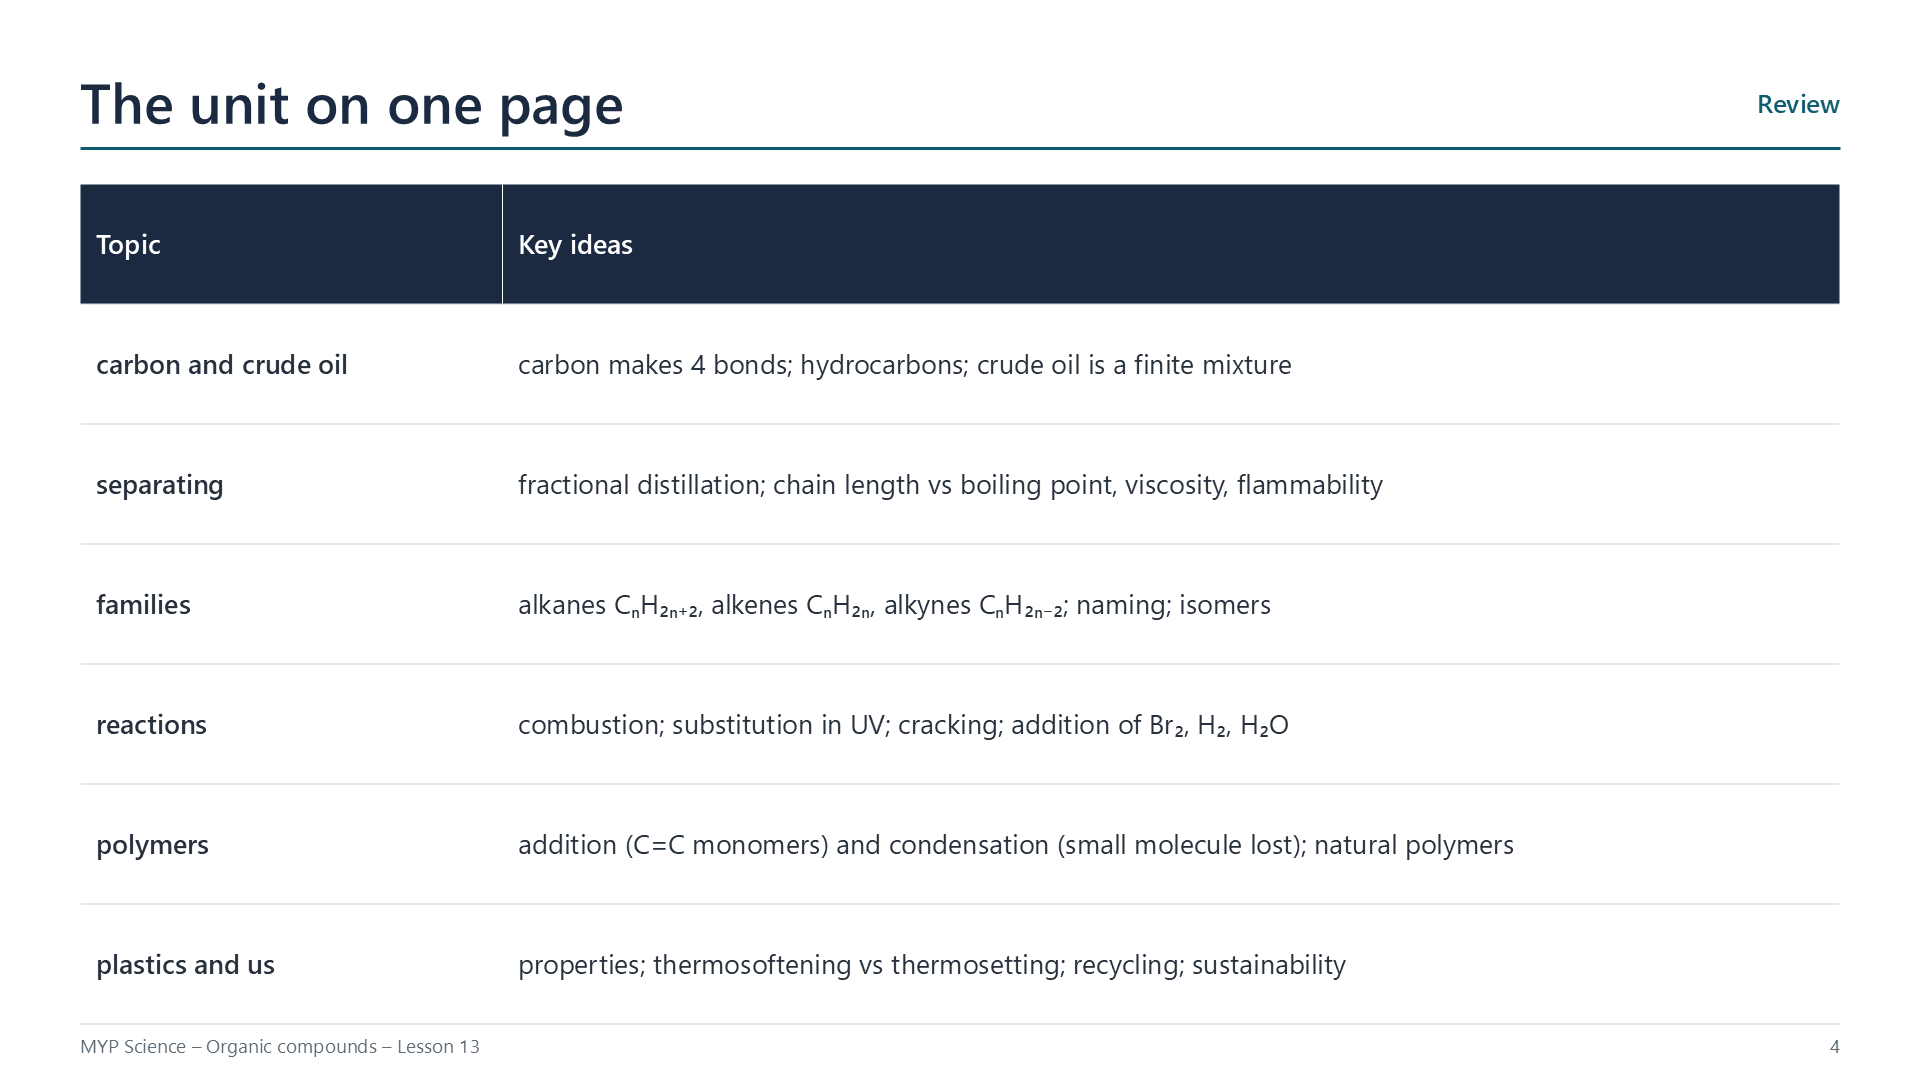 The unit on one page
Review
Topic
Key ideas
carbon and crude oil
carbon makes 4 bonds; hydrocarbons; crude oil is a finite mixture
separating
fractional distillation; chain length vs boiling point, viscosity, flammability
families
alkanes CₙH₂ₙ₊₂, alkenes CₙH₂ₙ, alkynes CₙH₂ₙ₋₂; naming; isomers
reactions
combustion; substitution in UV; cracking; addition of Br₂, H₂, H₂O
polymers
addition (C=C monomers) and condensation (small molecule lost); natural polymers
plastics and us
properties; thermosoftening vs thermosetting; recycling; sustainability
MYP Science – Organic compounds – Lesson 13
4